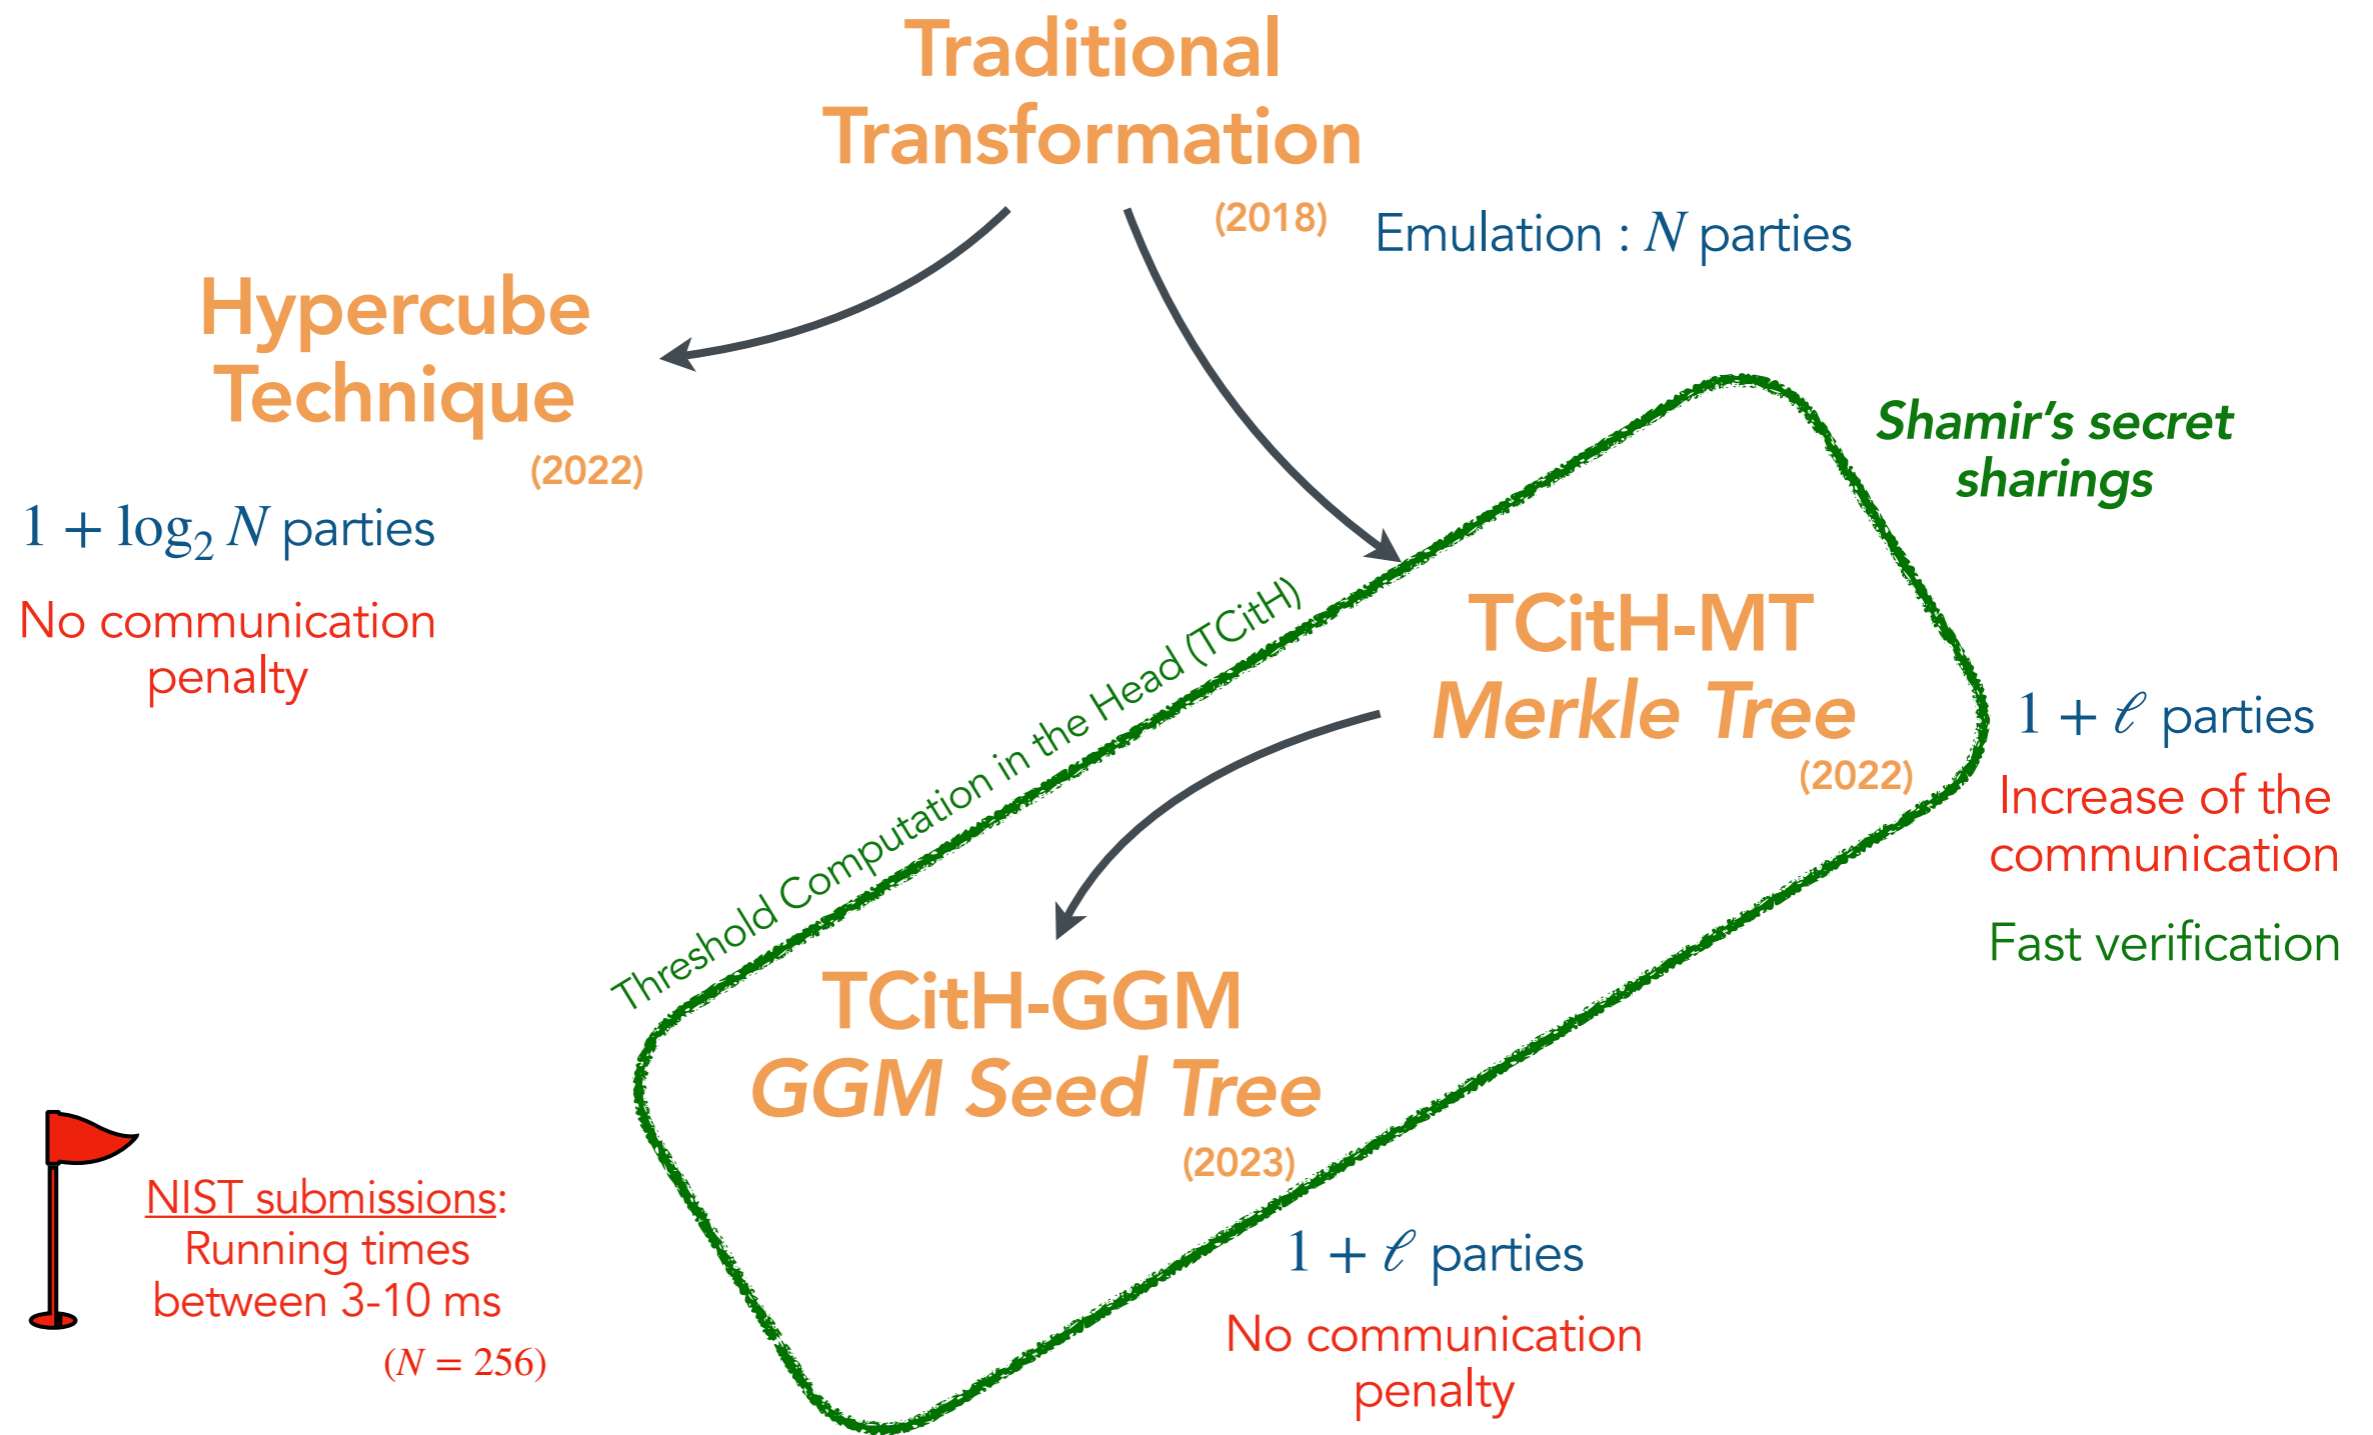 Traditional
Transformation
(2018)
Emulation : N parties
Hypercube
Technique
(2022)
1 + log₂ N parties
No communication
penalty
Shamir's secret
sharings
Threshold Computation in the Head (TCitH)
TCitH-MT
Merkle Tree
(2022)
1 + ℓ parties
Increase of the
communication
Fast verification
TCitH-GGM
GGM Seed Tree
(2023)
1 + ℓ parties
No communication
penalty
NIST submissions:
Running times
between 3-10 ms
(N = 256)